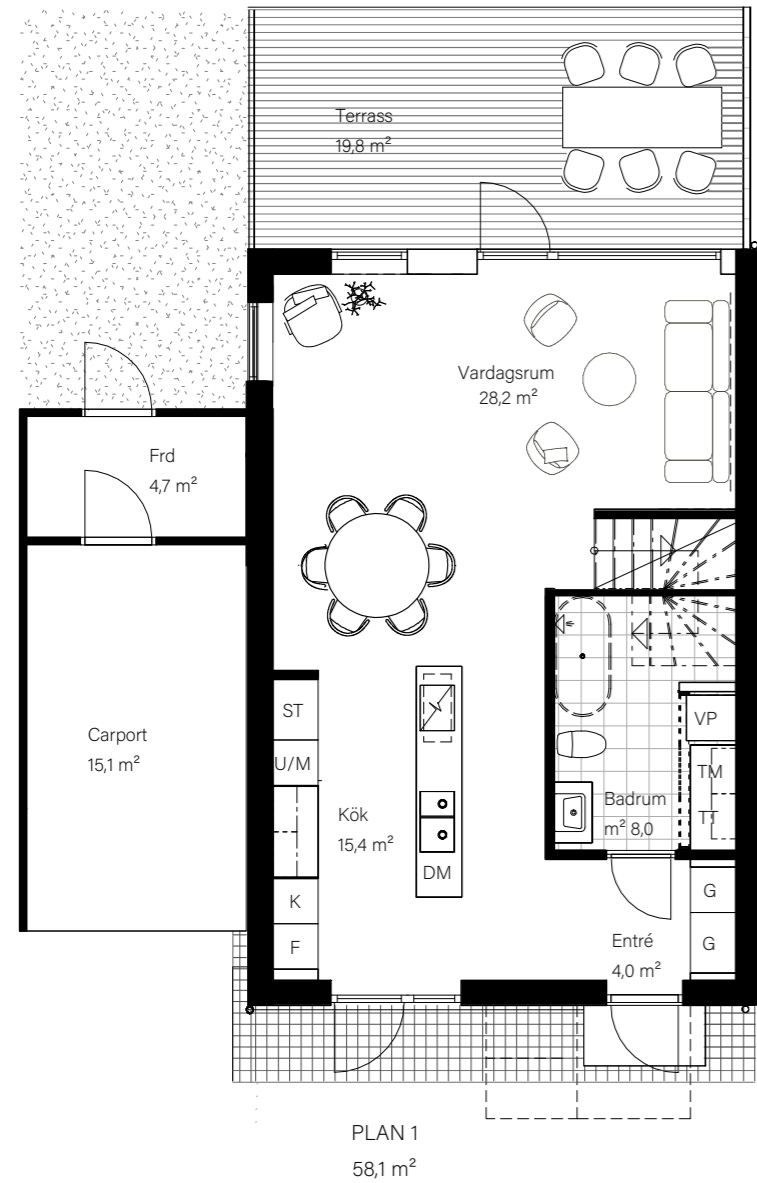 Terrass
19,8 m²
Vardagsrum
28,2 m²
Frd
4,7 m²
Carport
15,1 m²
ST
U/M
Kök
15,4 m²
DM
K
F
VP
TM
TT
Badrum
m² 8,0
G
G
Entré
4,0 m²
PLAN 1
58,1 m²